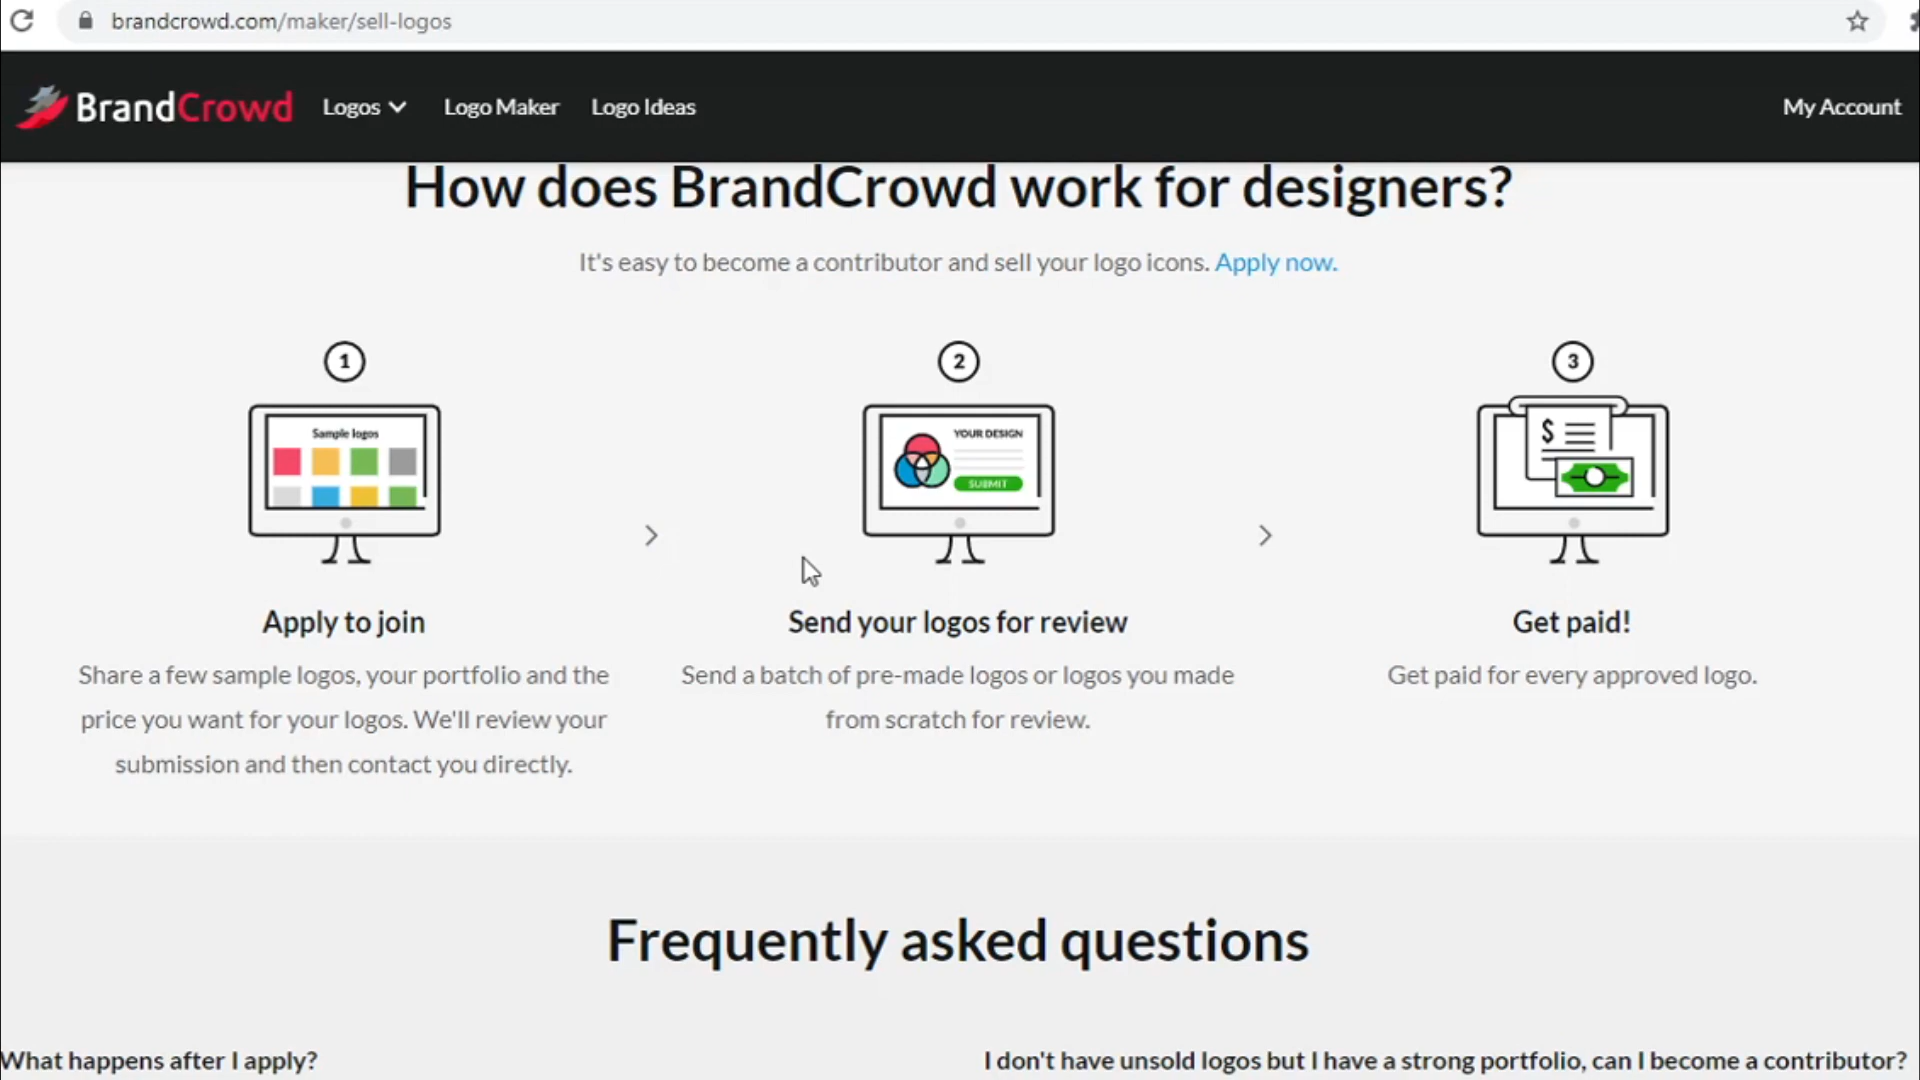 brandcrowd.com/maker/sell-logos
BrandCrowd Logos Logo Maker Logo Ideas My Account
How does BrandCrowd work for designers?
It's easy to become a contributor and sell your logo icons. Apply now.
1
Sample logos
Apply to join
Share a few sample logos, your portfolio and the
price you want for your logos. We'll review your
submission and then contact you directly.
2
YOUR DESIGN
SUBMIT
Send your logos for review
Send a batch of pre-made logos or logos you made
from scratch for review.
3
$
Get paid!
Get paid for every approved logo.
Frequently asked questions
What happens after I apply?
I don't have unsold logos but I have a strong portfolio, can I become a contributor?